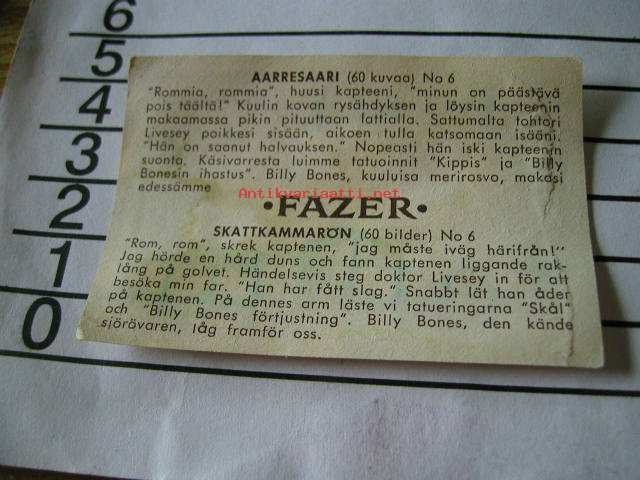 6
5
4
3
2
1
0
AARRESAARI (60 kuvaa) No 6
"Rommia, rommia", huusi kapteeni, "minun on päästävä
pois täältä!" Kuulin kovan rysähdyksen ja löysin kapteenin
makaamassa pikin pituuttaan lattialla. Sattumalta tohtori
Livesey poikkesi sisään, aikoen tulla katsomaan isääni.
"Hän on saanut halvauksen." Nopeasti hän iski kapteenin
suonta. Käsivarresta luimme tatuoinnit "Kippis" ja "Billy
Bonesin ihastus". Billy Bones, kuuluisa merirosvo, makasi
edessämme
Antikvariaatti.net
•FAZER•
SKATTKAMMARÖN (60 bilder) No 6
"Rom, rom", skrek kaptenen, "jag måste iväg härifrån!"
Jag hörde en hård duns och fann kaptenen liggande rak-
lång på golvet. Händelsevis steg doktor Livesey in för att
besöka min far. "Han har fått slag." Snabbt lät han åder
på kaptenen. På dennes arm läste vi tatueringarna "Skål"
och "Billy Bones förtjustning". Billy Bones, den kände
sjörövaren, låg framför oss.